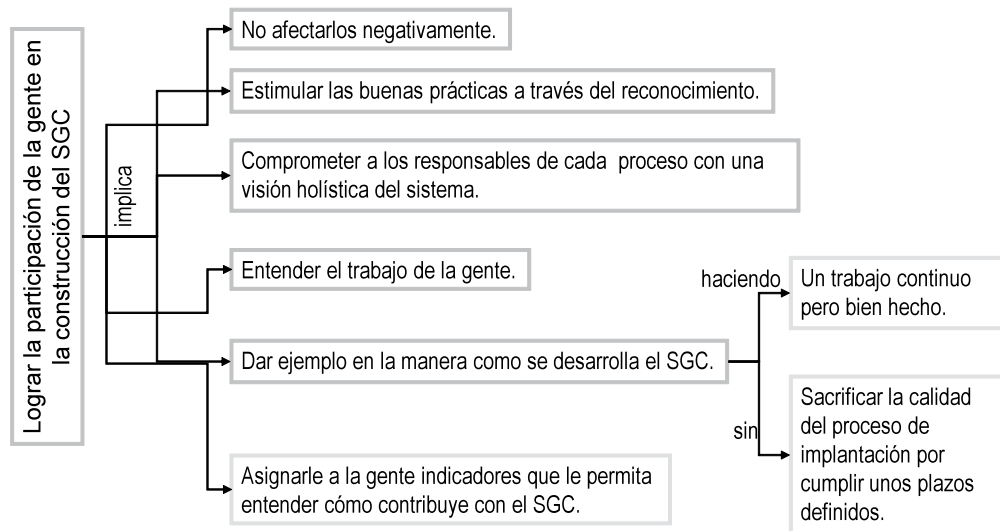 Lograr la participación de la gente en
la construcción del SGC
implica
No afectarlos negativamente.
Estimular las buenas prácticas a través del reconocimiento.
Comprometer a los responsables de cada proceso con una
visión holística del sistema.
Entender el trabajo de la gente.
Dar ejemplo en la manera como se desarrolla el SGC.
haciendo
Un trabajo continuo
pero bien hecho.
sin
Sacrificar la calidad
del proceso de
implantación por
cumplir unos plazos
definidos.
Asignarle a la gente indicadores que le permita
entender cómo contribuye con el SGC.